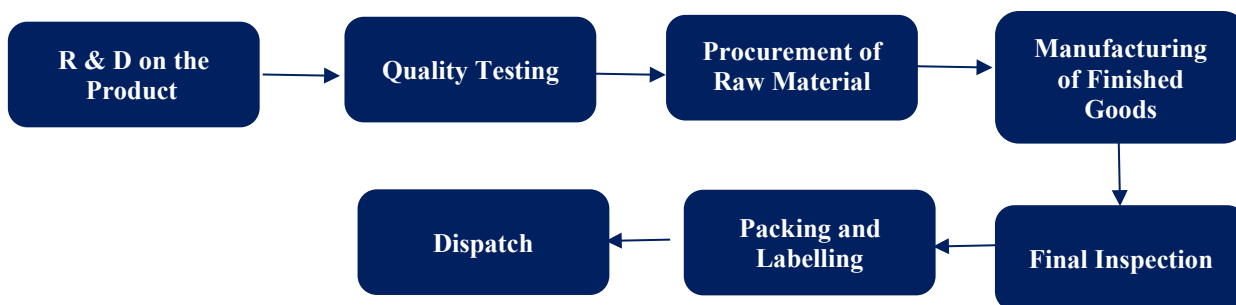 R & D on the
Product
Quality Testing
Procurement of
Raw Material
Manufacturing
of Finished
Goods
Dispatch
Packing and
Labelling
Final Inspection